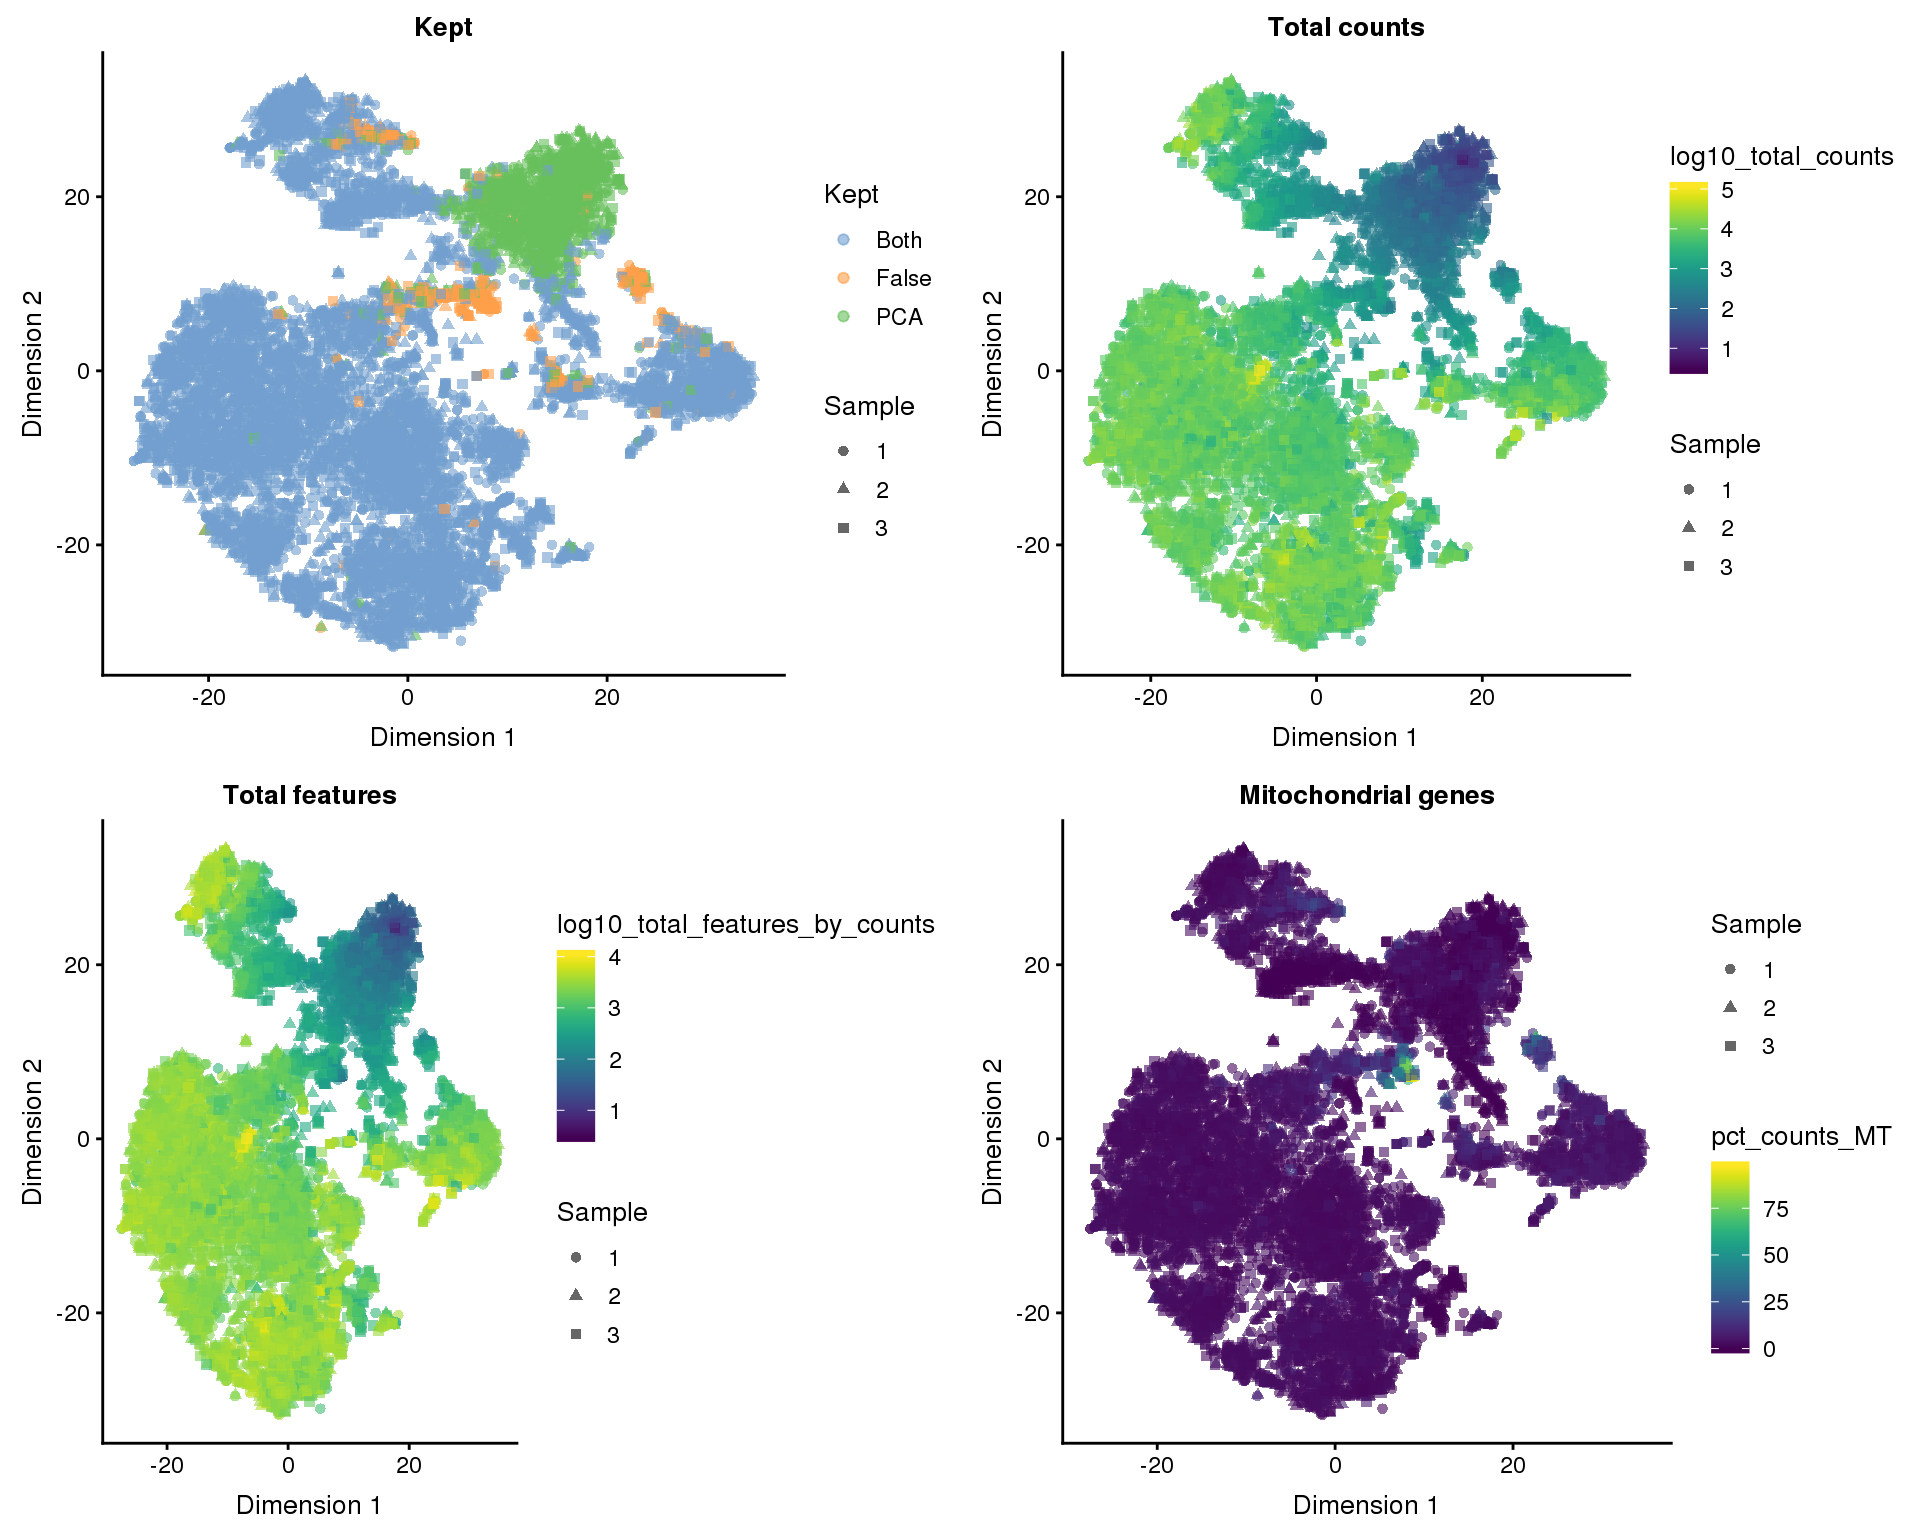 Kept
Dimension 2
20
0
-20
-20
0
20
Dimension 1
Kept
Both
False
PCA
Sample
1
2
3
Total counts
Dimension 2
20
0
-20
-20
0
20
Dimension 1
log10_total_counts
5
4
3
2
1
Sample
1
2
3
Total features
Dimension 2
20
0
-20
-20
0
20
Dimension 1
log10_total_features_by_counts
4
3
2
1
Sample
1
2
3
Mitochondrial genes
Dimension 2
20
0
-20
-20
0
20
Dimension 1
Sample
1
2
3
pct_counts_MT
75
50
25
0